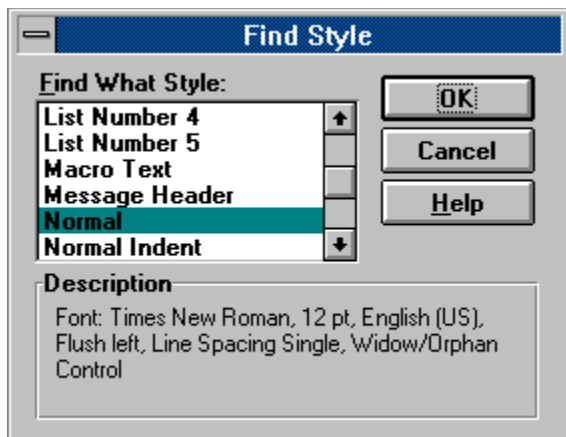 Find Style
Find What Style:
List Number 4
List Number 5
Macro Text
Message Header
Normal
Normal Indent
OK
Cancel
Help
Description
Font: Times New Roman, 12 pt, English (US),
Flush left, Line Spacing Single, Widow/Orphan
Control